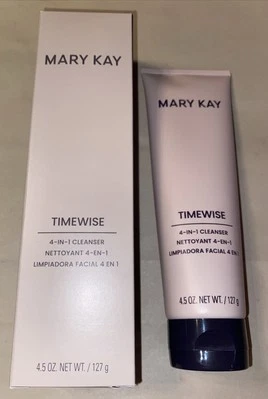 MARY KAY
TIMEWISE
4-IN-1 CLEANSER
NETTOYANT 4-EN-1
LIMPIADORA FACIAL 4 EN 1
4.5 OZ. NET WT. / 127 g
MARY KAY
TIMEWISE
4-IN-1 CLEANSER
NETTOYANT 4-EN-1
LIMPIADORA FACIAL 4 EN 1
4.5 OZ. NET WT. / 127 g